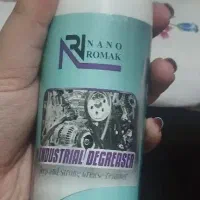 NANO
ROMAK
INDUSTRIAL DEGREASER